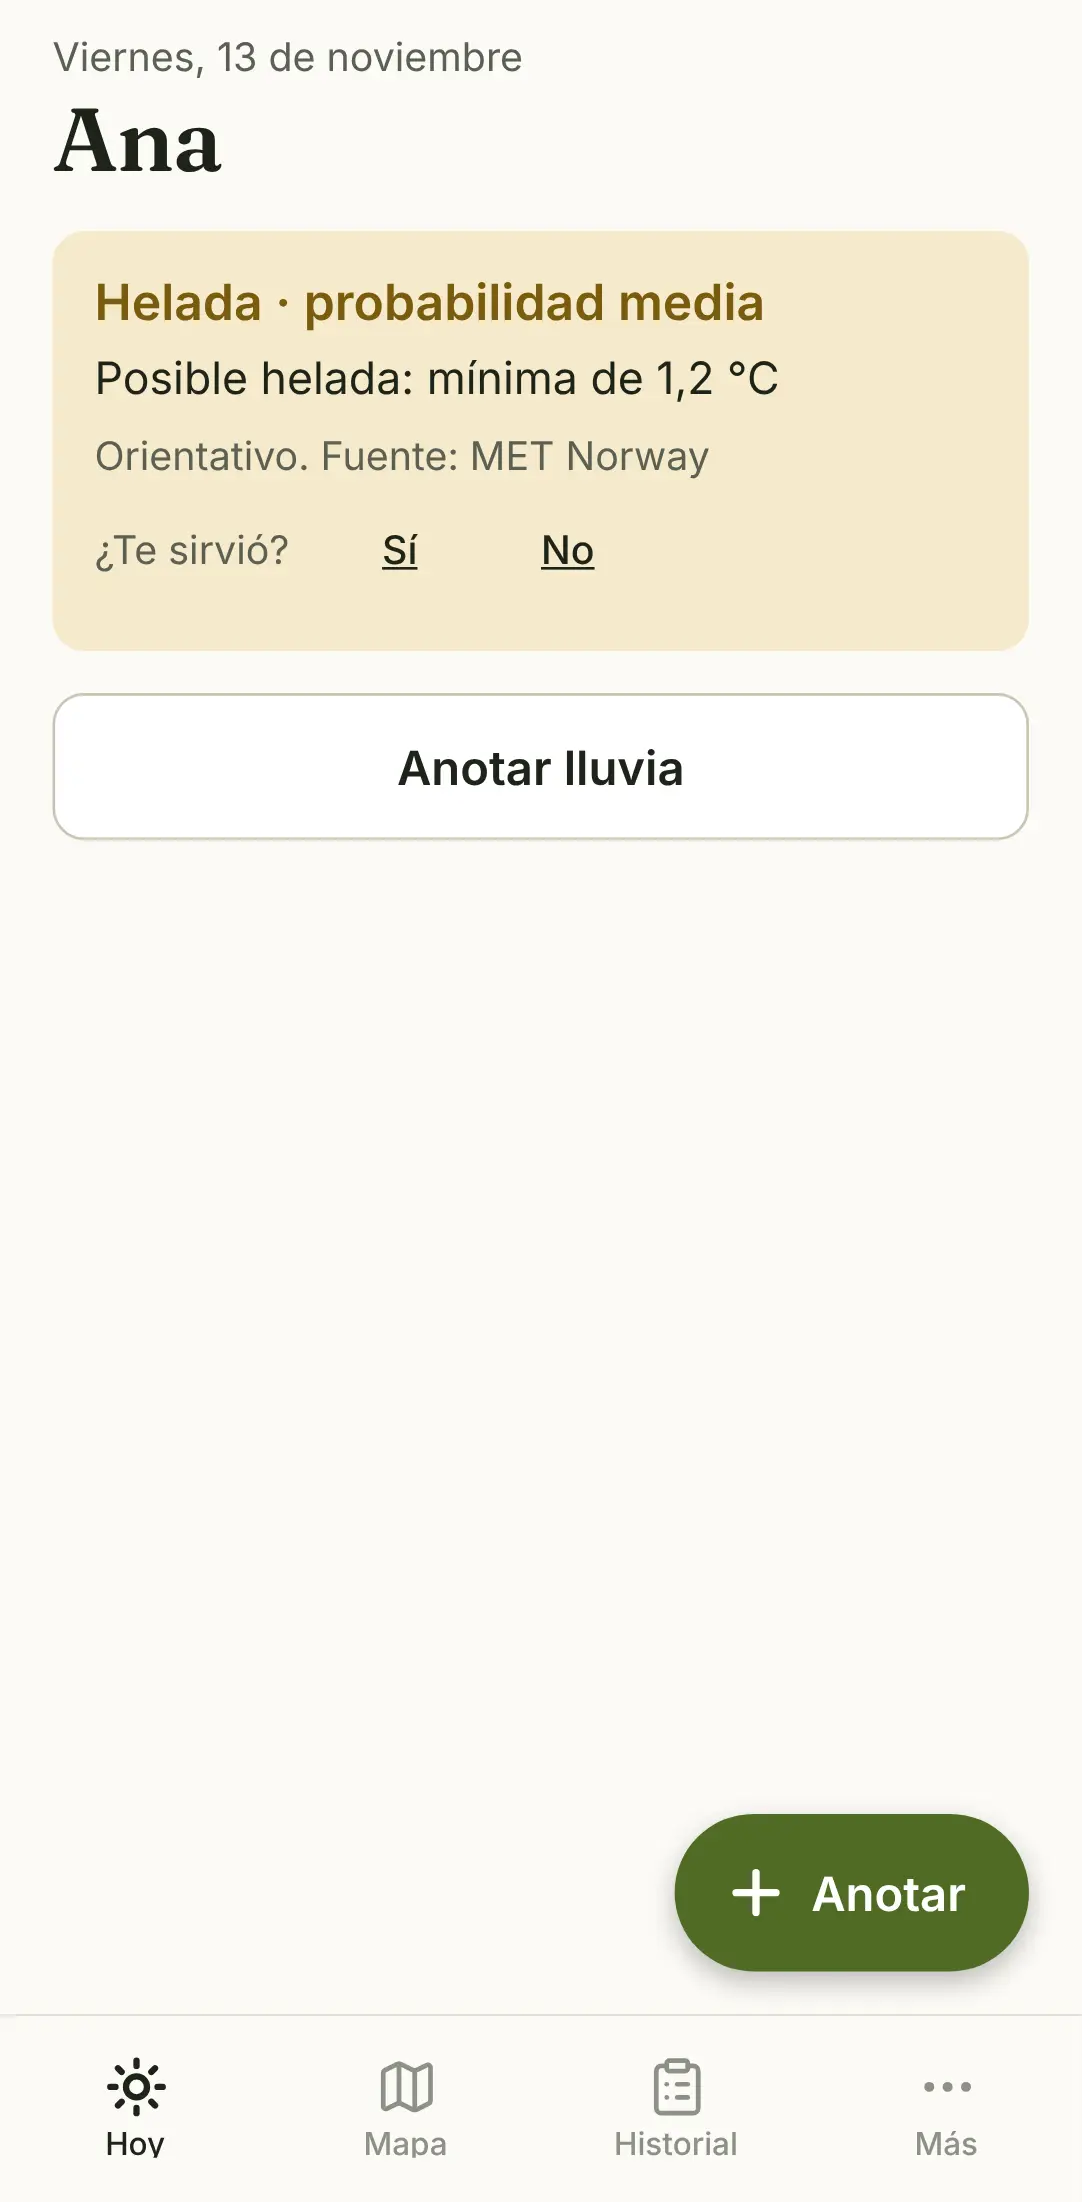 Viernes, 13 de noviembre
Ana
Helada · probabilidad media
Posible helada: mínima de 1,2 °C
Orientativo. Fuente: MET Norway
¿Te sirvió? Sí No
Anotar lluvia
Anotar
Hoy Mapa Historial Más